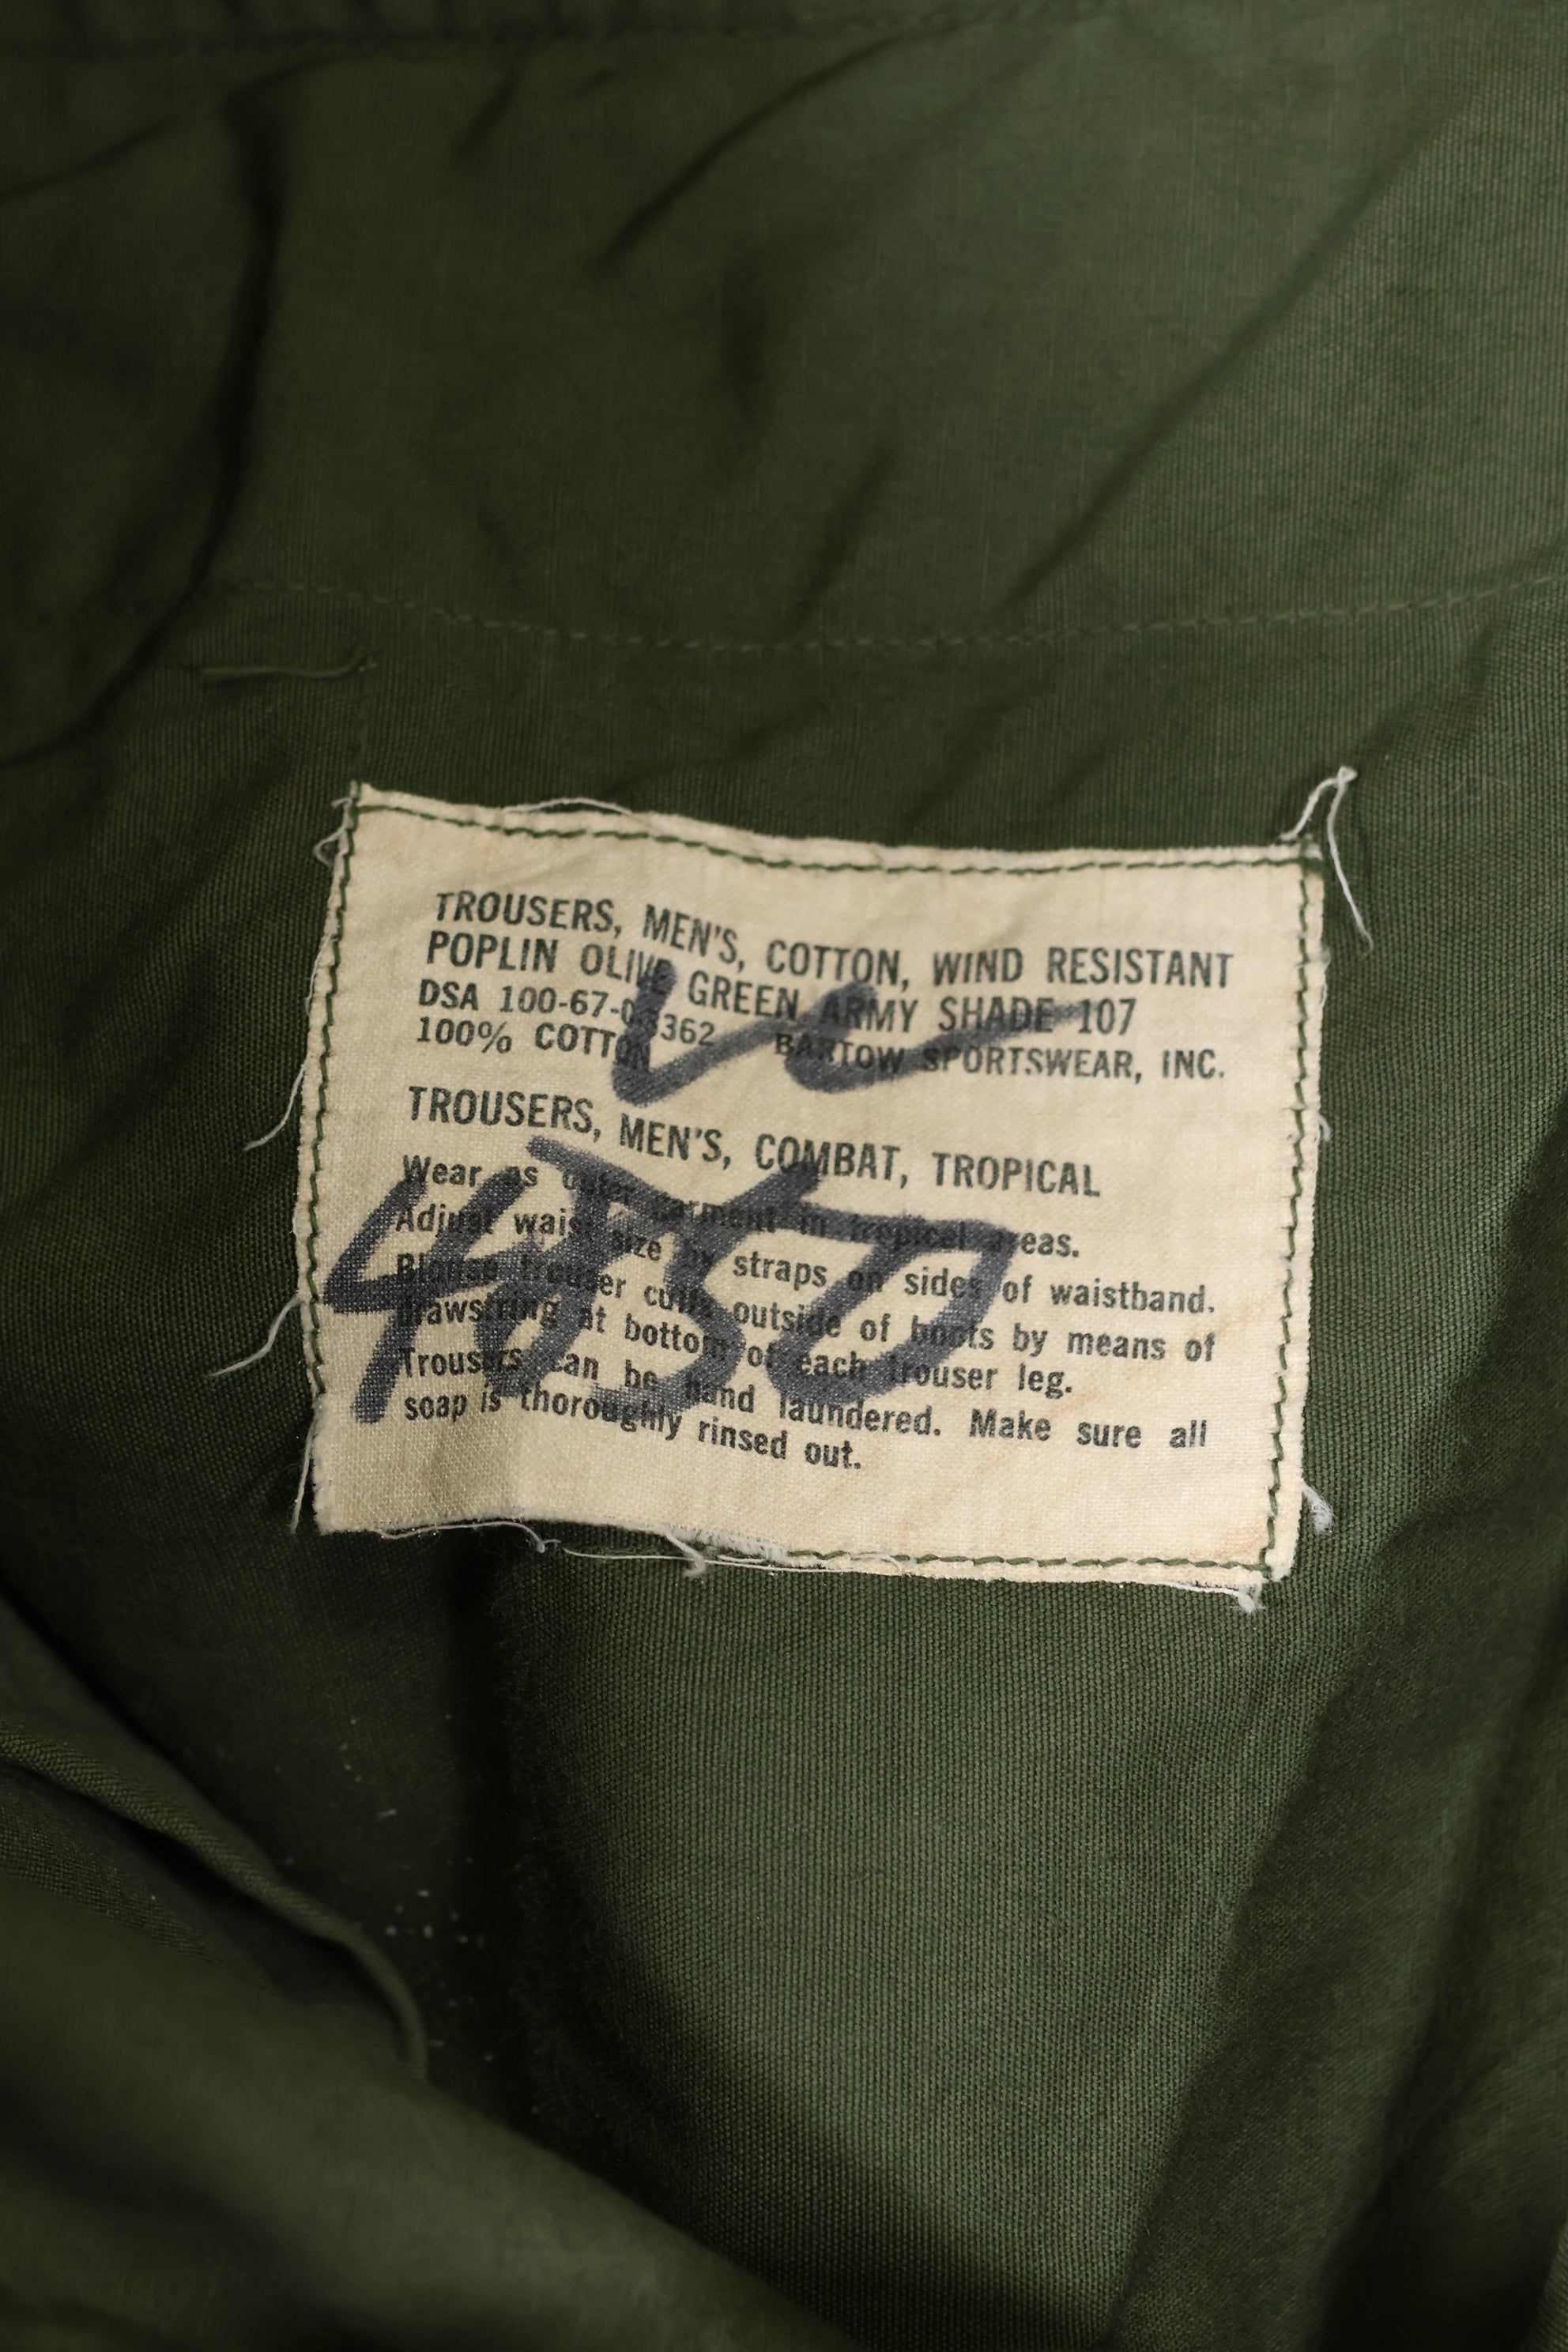 TROUSERS, MEN'S, COTTON, WIND RESISTANT
POPLIN OLIVE GREEN ARMY SHADE 107
DSA 100-67-
100% COTTON BARTOW SPORTSWEAR, INC.
TROUSERS, MEN'S, COMBAT, TROPICAL
Wear as outer garment in tropical areas.
Adjust waist size by straps on sides of waistband.
Blouse trouser cuffs outside of boots by means of
drawstring at bottom of each trouser leg.
Trousers can be hand laundered. Make sure all
soap is thoroughly rinsed out.